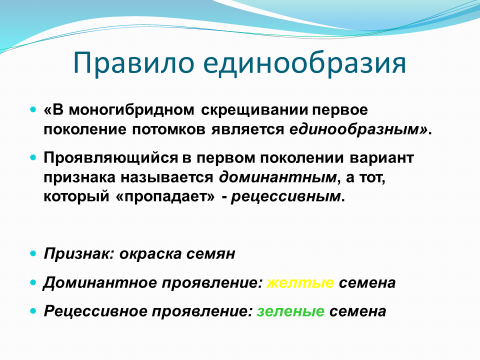 Правило единообразия
«В моногибридном скрещивании первое
поколение потомков является единообразным».
Проявляющийся в первом поколении вариант
признака называется доминантным, а тот,
который «пропадает» - рецессивным.
Признак: окраска семян
Доминантное проявление: желтые семена
Рецессивное проявление: зеленые семена